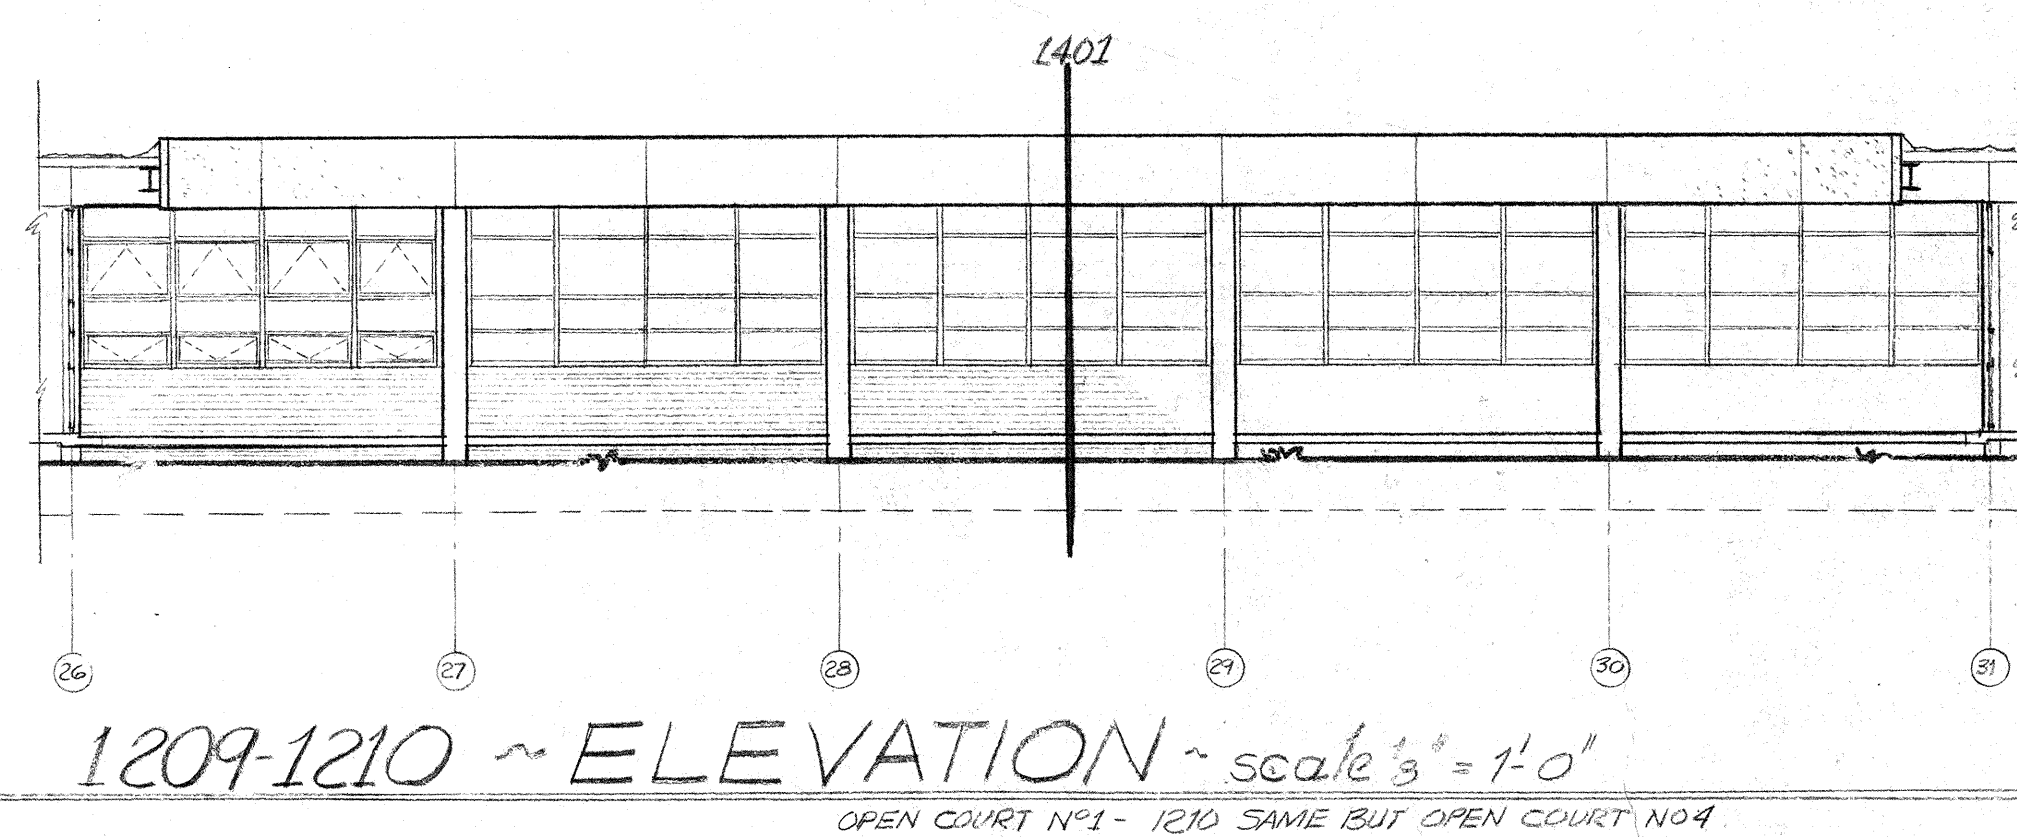 1401
26 27 28 29 30 31
1209-1210 ~ ELEVATION ~ scale 1/8" = 1'-0"
OPEN COURT Nº1 - 1210 SAME BUT OPEN COURT NO4